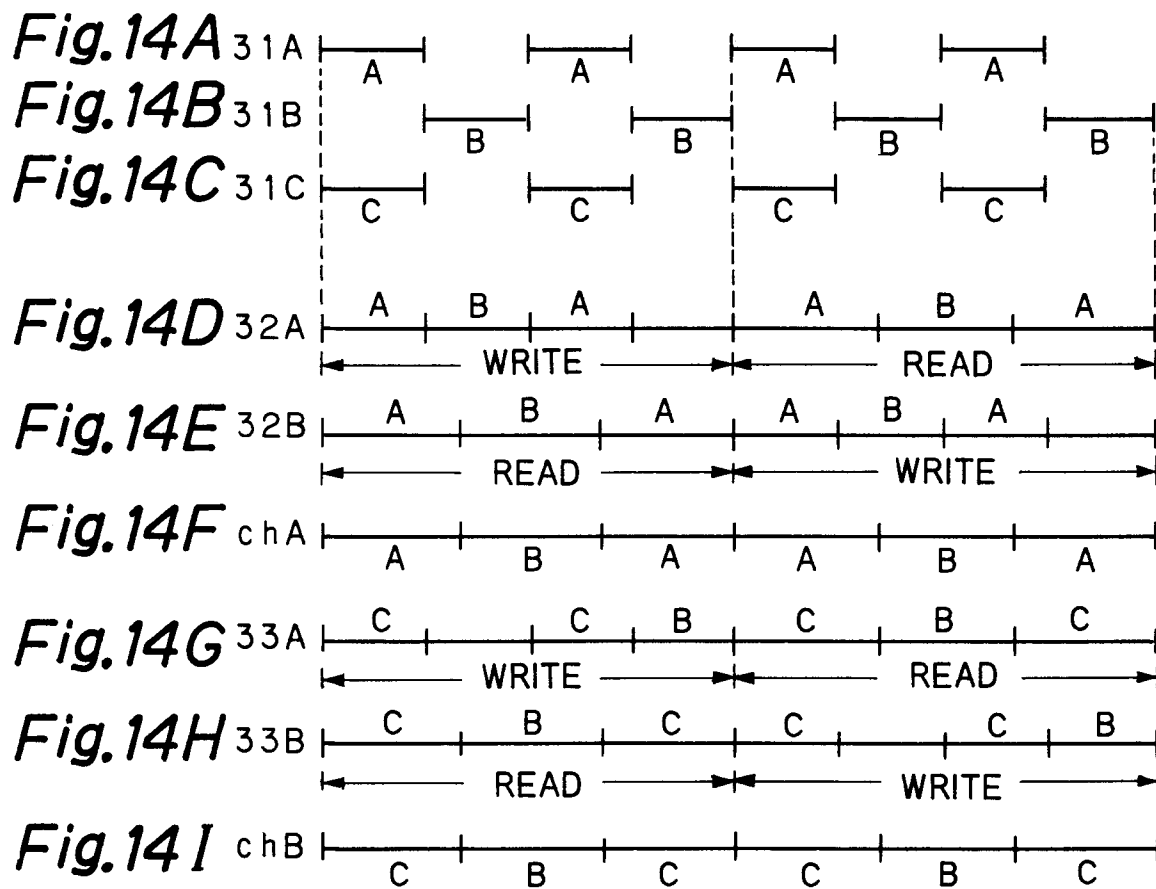 Fig.14A 31A A A A A
Fig.14B 31B B B B B
Fig.14C 31C C C C C
Fig.14D 32A A B A A B A
WRITE READ
Fig.14E 32B A B A A B A
READ WRITE
Fig.14F chA A B A A B A
Fig.14G 33A C C B C B C
WRITE READ
Fig.14H 33B C B C C C B
READ WRITE
Fig.14I chB C B C C B C